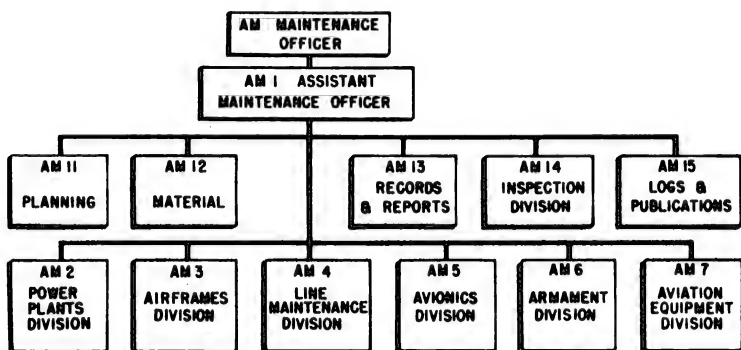 AM MAINTENANCE
OFFICER
AM 1 ASSISTANT
MAINTENANCE OFFICER
AM 11
PLANNING
AM 12
MATERIAL
AM 13
RECORDS
& REPORTS
AM 14
INSPECTION
DIVISION
AM 15
LOGS &
PUBLICATIONS
AM 2
POWER
PLANTS
DIVISION
AM 3
AIRFRAMES
DIVISION
AM 4
LINE
MAINTENANCE
DIVISION
AM 5
AVIONICS
DIVISION
AM 6
ARMAMENT
DIVISION
AM 7
AVIATION
EQUIPMENT
DIVISION